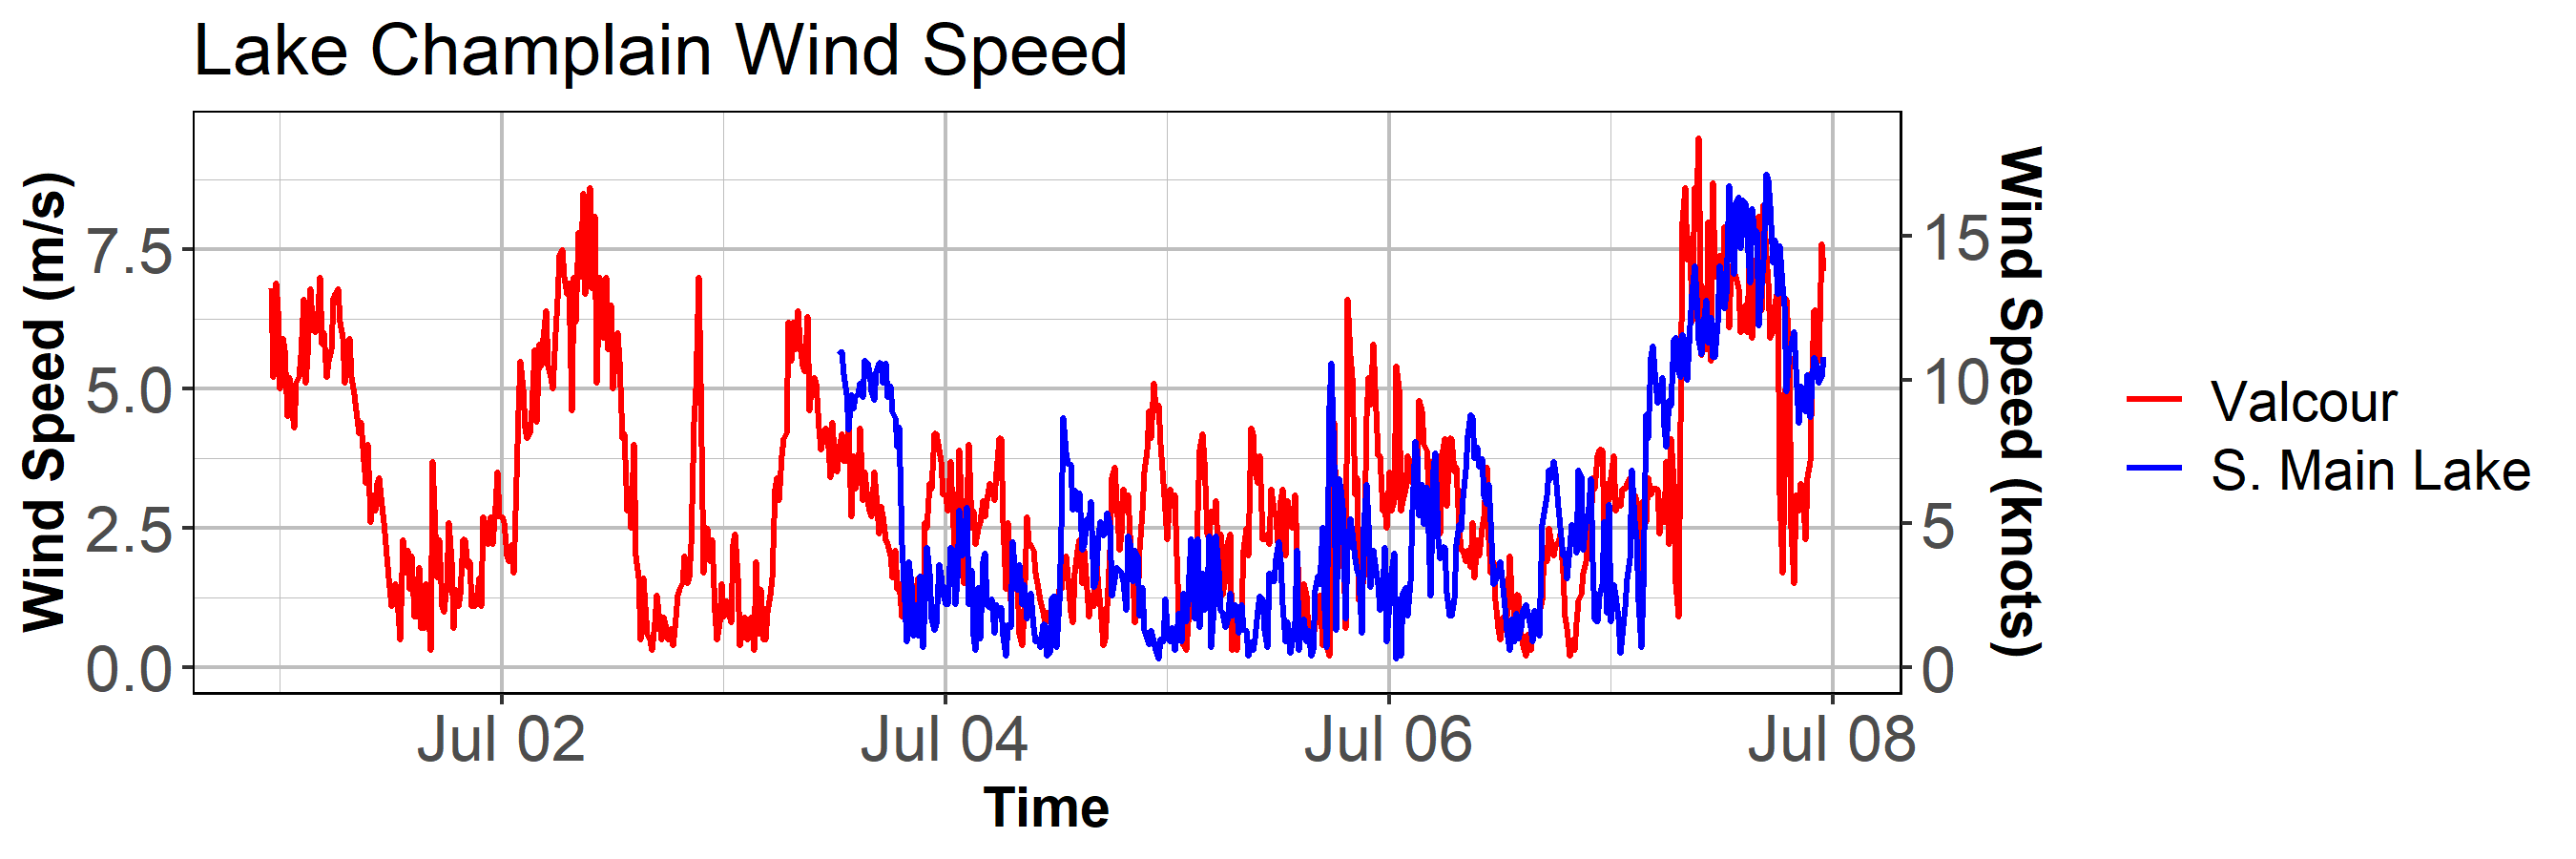 Lake Champlain Wind Speed
Wind Speed (m/s)
7.5
5.0
2.5
0.0
15
10
5
0
Wind Speed (knots)
Jul 02
Jul 04
Jul 06
Jul 08
Time
Valcour
S. Main Lake